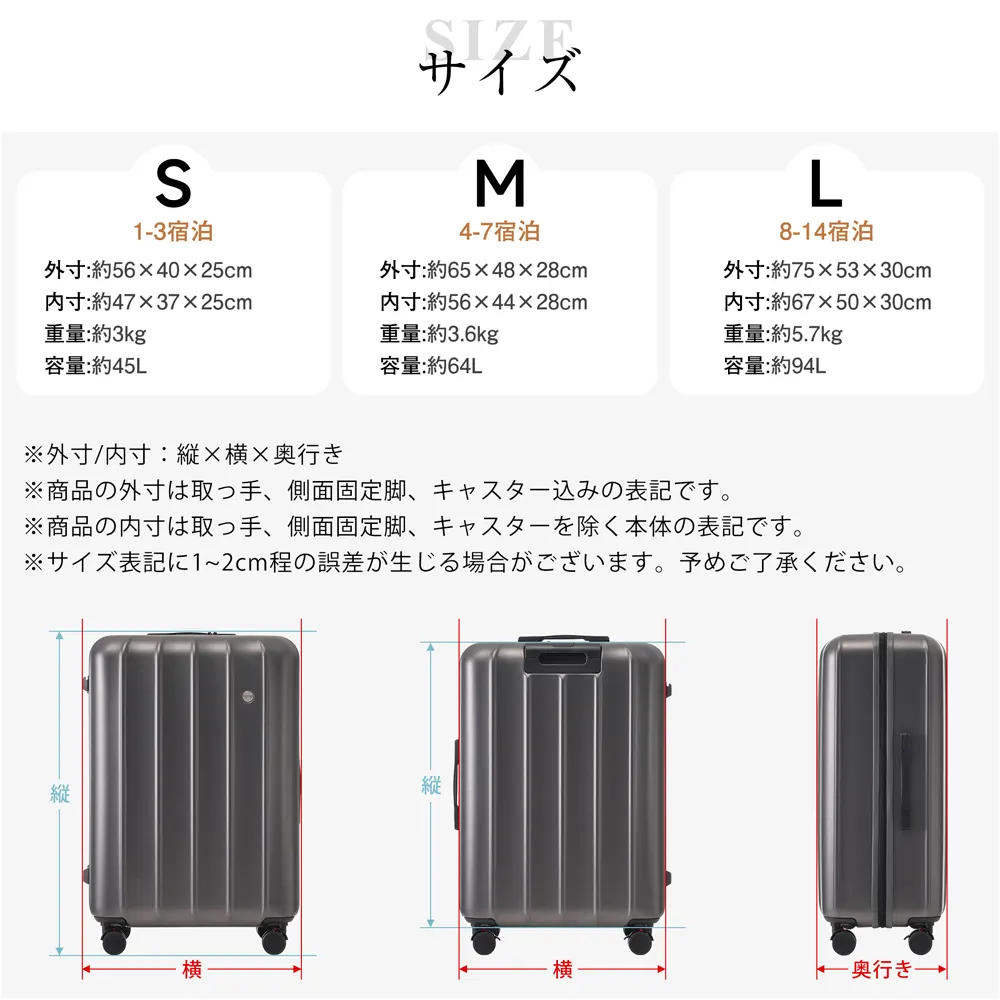 SIZE
サイズ
S
1-3宿泊
外寸:約56×40×25cm
内寸:約47×37×25cm
重量:約3kg
容量:約45L
M
4-7宿泊
外寸:約65×48×28cm
内寸:約56×44×28cm
重量:約3.6kg
容量:約64L
L
8-14宿泊
外寸:約75×53×30cm
内寸:約67×50×30cm
重量:約5.7kg
容量:約94L
※外寸/内寸：縦×横×奥行き
※商品の外寸は取っ手、側面固定脚、キャスター込みの表記です。
※商品の内寸は取っ手、側面固定脚、キャスターを除く本体の表記です。
※サイズ表記に1~2cm程の誤差が生じる場合がございます。予めご了承ください。
縦
横
縦
横
奥行き